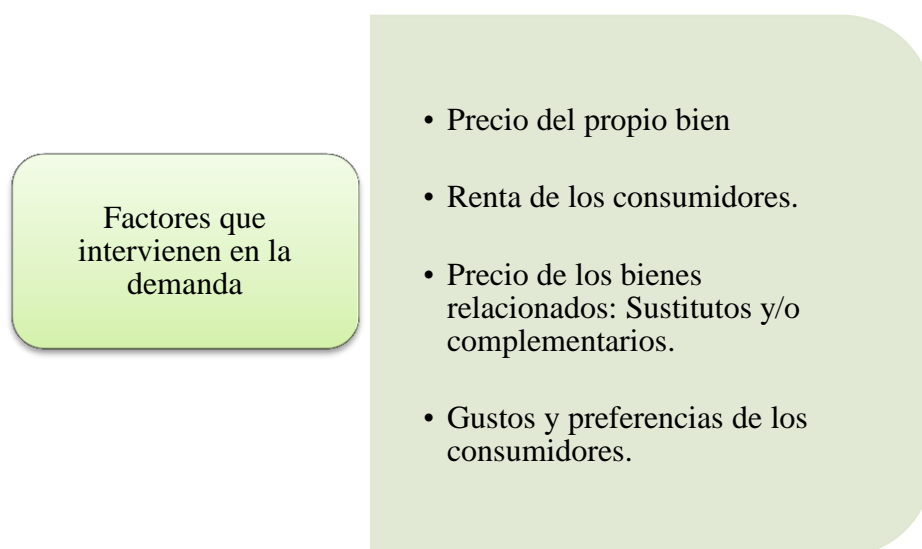 Factores que
intervienen en la
demanda
• Precio del propio bien
• Renta de los consumidores.
• Precio de los bienes
relacionados: Sustitutos y/o
complementarios.
• Gustos y preferencias de los
consumidores.